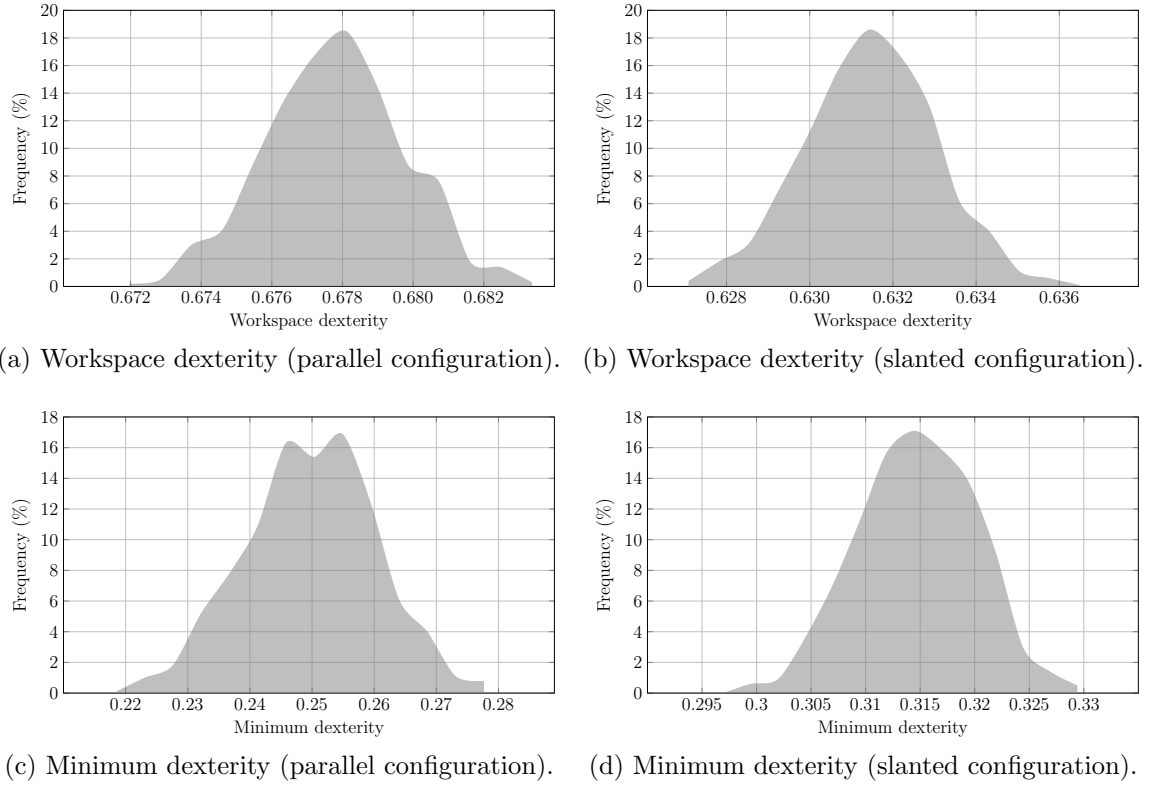 20
18
16
14
12
10
8
6
4
2
0
Frequency (%)
0.672 0.674 0.676 0.678 0.680 0.682
Workspace dexterity
(a) Workspace dexterity (parallel configuration).
20
18
16
14
12
10
8
6
4
2
0
Frequency (%)
0.628 0.630 0.632 0.634 0.636
Workspace dexterity
(b) Workspace dexterity (slanted configuration).
18
16
14
12
10
8
6
4
2
0
Frequency (%)
0.22 0.23 0.24 0.25 0.26 0.27 0.28
Minimum dexterity
(c) Minimum dexterity (parallel configuration).
18
16
14
12
10
8
6
4
2
0
Frequency (%)
0.295 0.3 0.305 0.31 0.315 0.32 0.325 0.33
Minimum dexterity
(d) Minimum dexterity (slanted configuration).